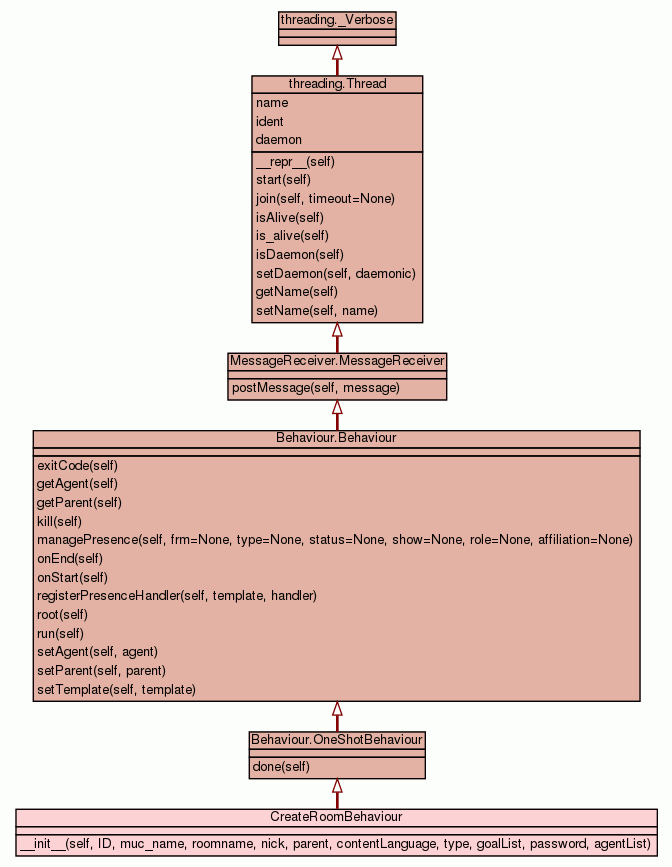 threading._Verbose
threading.Thread
name
ident
daemon
__repr__(self)
start(self)
join(self, timeout=None)
isAlive(self)
is_alive(self)
isDaemon(self)
setDaemon(self, daemonic)
getName(self)
setName(self, name)
MessageReceiver.MessageReceiver
postMessage(self, message)
Behaviour.Behaviour
exitCode(self)
getAgent(self)
getParent(self)
kill(self)
managePresence(self, frm=None, type=None, status=None, show=None, role=None, affiliation=None)
onEnd(self)
onStart(self)
registerPresenceHandler(self, template, handler)
root(self)
run(self)
setAgent(self, agent)
setParent(self, parent)
setTemplate(self, template)
Behaviour.OneShotBehaviour
done(self)
CreateRoomBehaviour
__init__(self, ID, muc_name, roomname, nick, parent, contentLanguage, type, goalList, password, agentList)